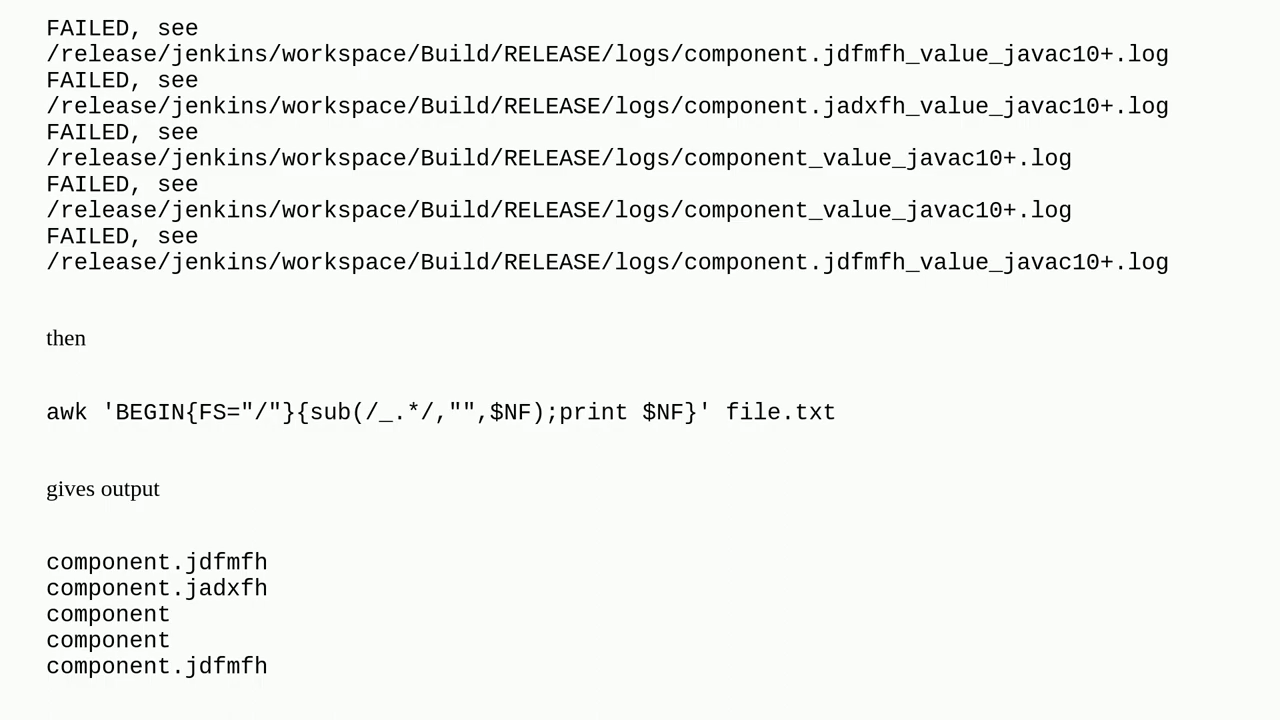 FAILED, see
/release/jenkins/workspace/Build/RELEASE/logs/component.jdfmfh_value_javac10+.log
FAILED, see
/release/jenkins/workspace/Build/RELEASE/logs/component.jadxfh_value_javac10+.log
FAILED, see
/release/jenkins/workspace/Build/RELEASE/logs/component_value_javac10+.log
FAILED, see
/release/jenkins/workspace/Build/RELEASE/logs/component_value_javac10+.log
FAILED, see
/release/jenkins/workspace/Build/RELEASE/logs/component.jdfmfh_value_javac10+.log
then
awk 'BEGIN{FS="/"}{sub(/_.*/,"",$NF);print $NF}' file.txt
gives output
component.jdfmfh
component.jadxfh
component
component
component.jdfmfh